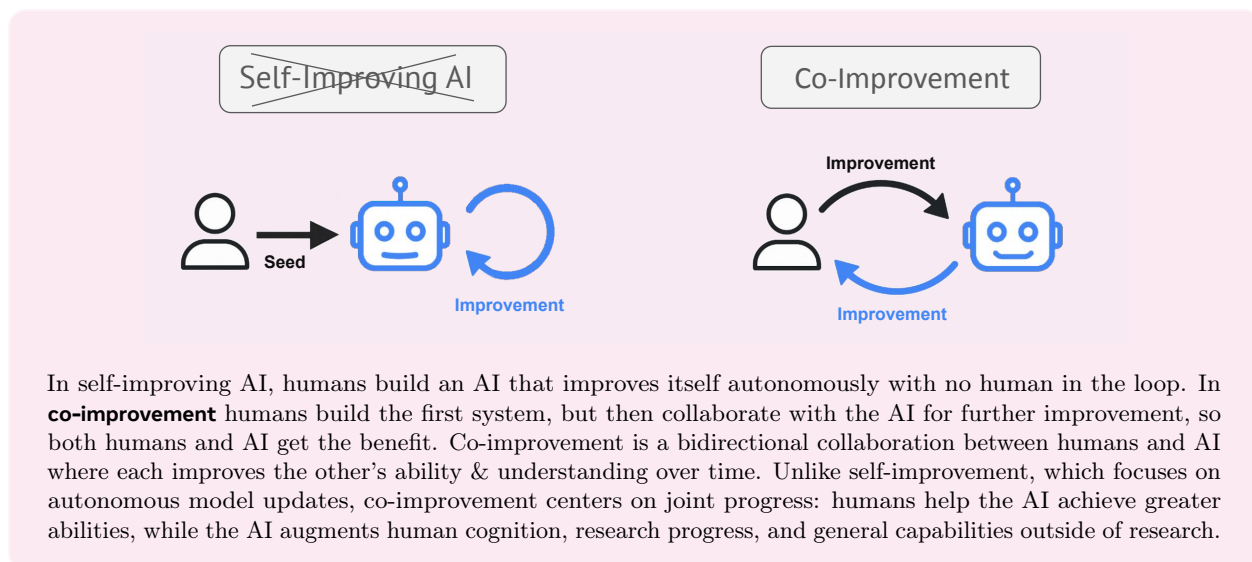 Self-Improving AI
Co-Improvement
Seed
Improvement
Improvement
Improvement
In self-improving AI, humans build an AI that improves itself autonomously with no human in the loop. In
co-improvement humans build the first system, but then collaborate with the AI for further improvement, so
both humans and AI get the benefit. Co-improvement is a bidirectional collaboration between humans and AI
where each improves the other's ability & understanding over time. Unlike self-improvement, which focuses on
autonomous model updates, co-improvement centers on joint progress: humans help the AI achieve greater
abilities, while the AI augments human cognition, research progress, and general capabilities outside of research.